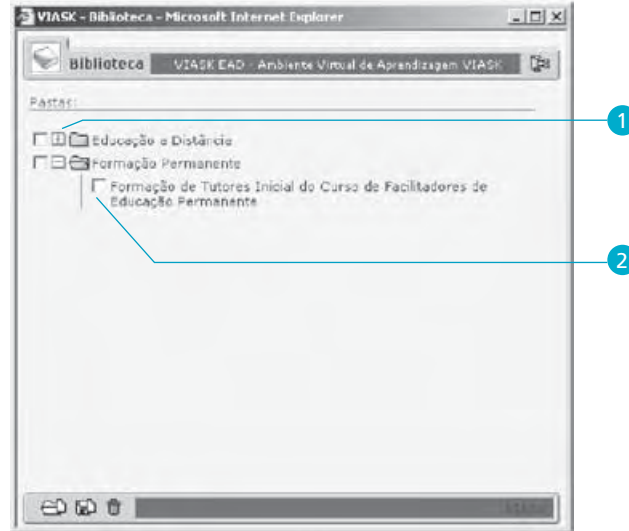 VIASK - Biblioteca - Microsoft Internet Explorer
Biblioteca VIASK EAD - Ambiente Virtual de Aprendizagem VIASK
Pastas:
1
Educação a Distância
Formação Permanente
Formação de Tutores Inicial do Curso de Facilitadores de
Educação Permanente
2